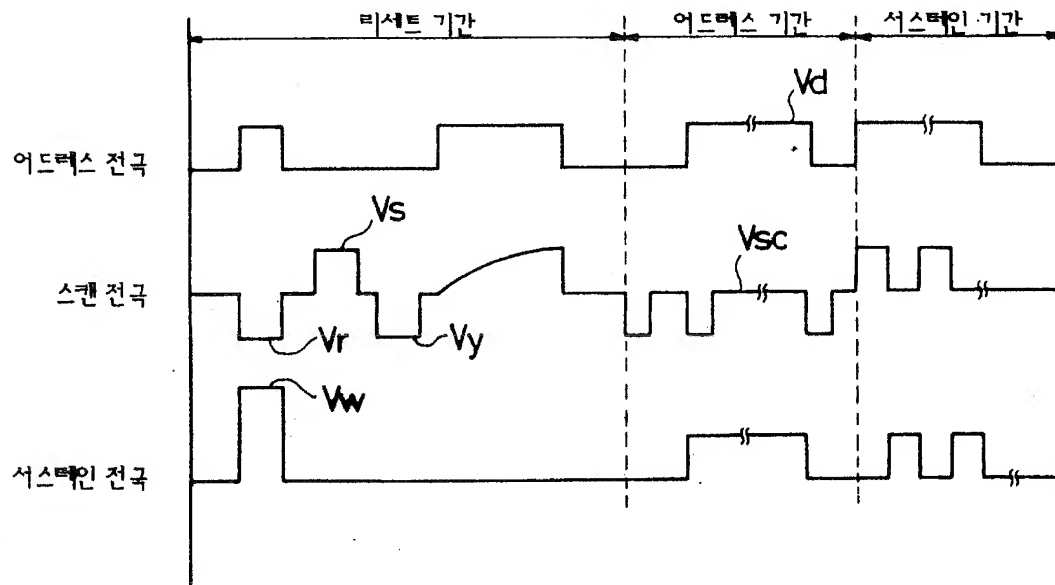 리세트 기간 어드레스 기간 서스테인 기간
Vd
어드레스 전극
Vs
Vsc
스캔 전극
Vr Vy
Vw
서스테인 전극